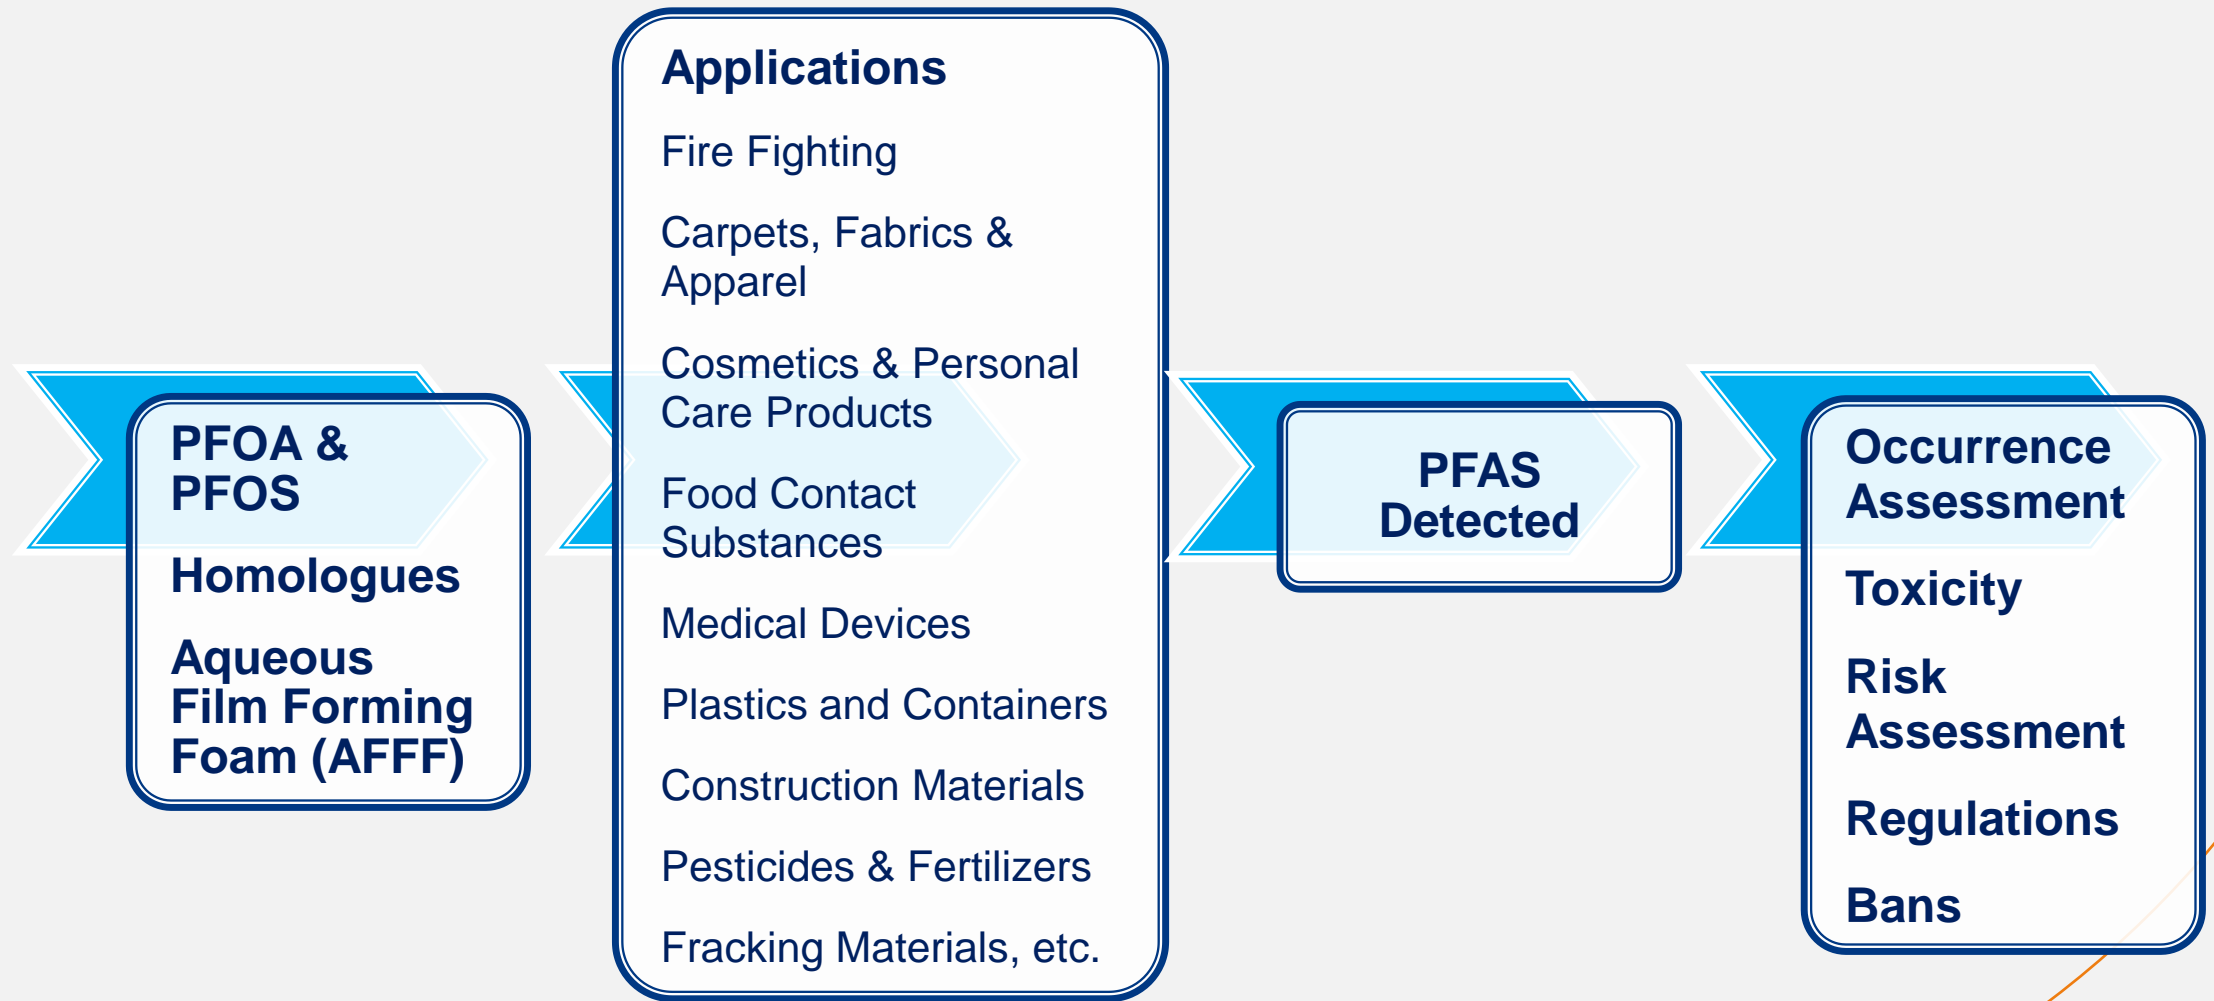 PFOA &
PFOS
Homologues
Aqueous
Film Forming
Foam (AFFF)
Applications
Fire Fighting
Carpets, Fabrics &
Apparel
Cosmetics & Personal
Care Products
Food Contact
Substances
Medical Devices
Plastics and Containers
Construction Materials
Pesticides & Fertilizers
Fracking Materials, etc.
PFAS
Detected
Occurrence
Assessment
Toxicity
Risk
Assessment
Regulations
Bans